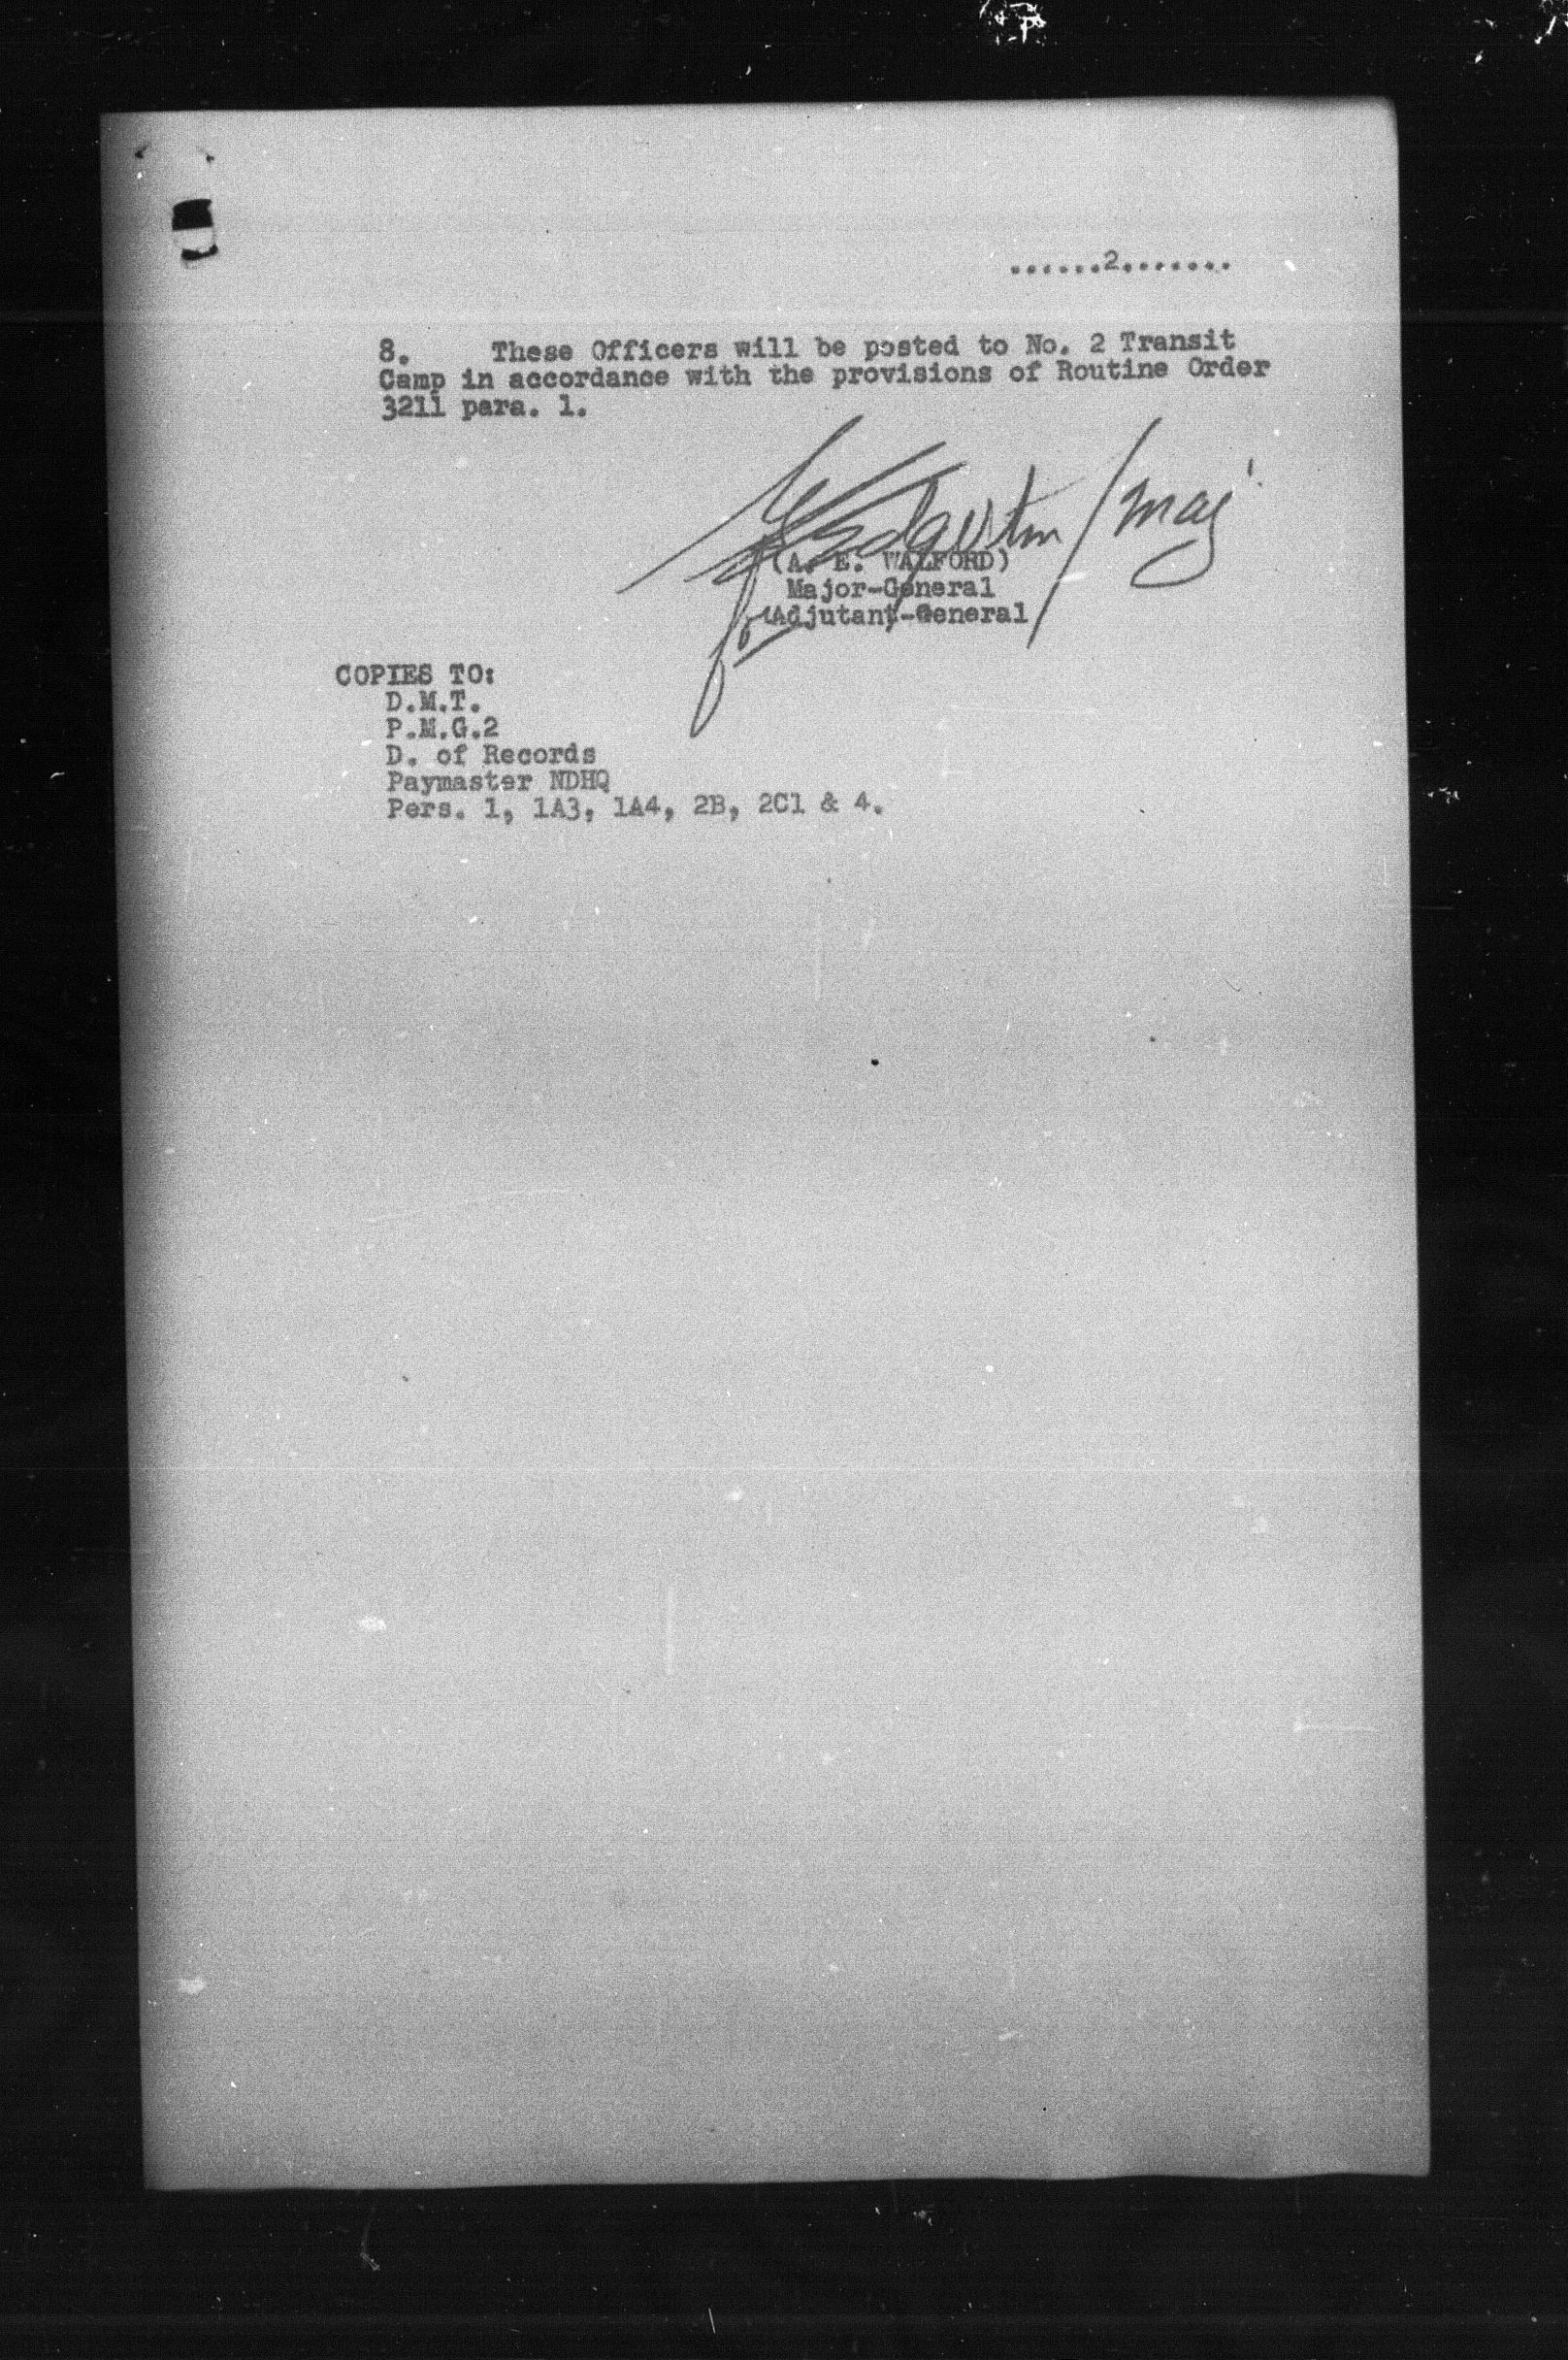 ......2.......
8. These Officers will be posted to No. 2 Transit
Camp in accordance with the provisions of Routine Order
3211 para. 1.
/Maj
(A. E. WALFORD)
Major-General
for Adjutant-General
COPIES TO:
D.M.T.
P.M.G.2
D. of Records
Paymaster NDHQ
Pers. 1, 1A3, 1A4, 2B, 2C1 & 4.